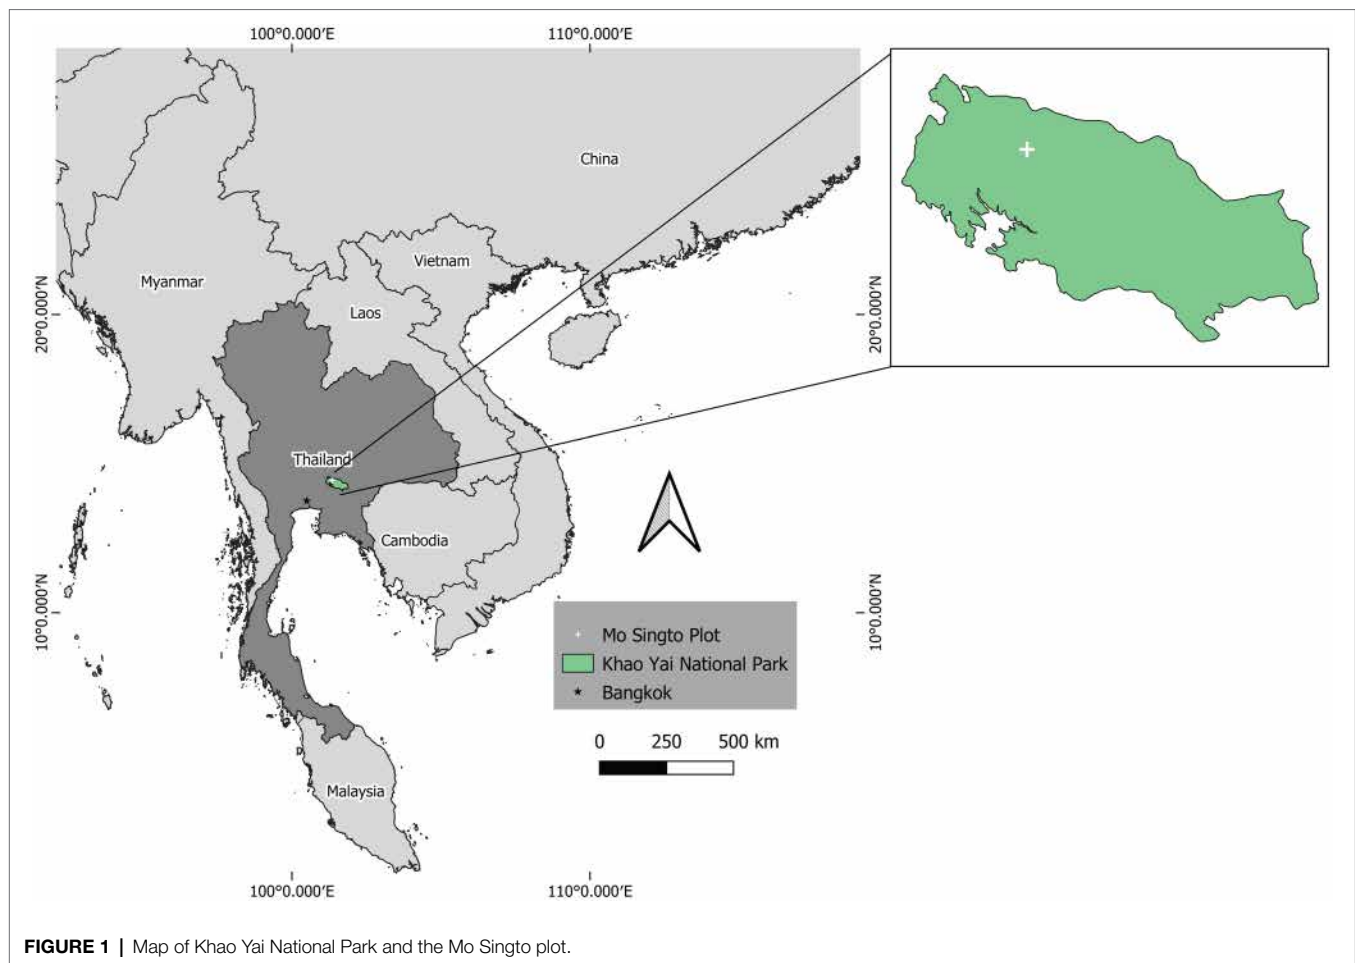 100°0.000′E 110°0.000′E
China
Vietnam
Myanmar
Laos
20°0.000′N 20°0.000′N
Thailand
Cambodia
10°0.000′N 10°0.000′N
Mo Singto Plot
Khao Yai National Park
Bangkok
0 250 500 km
Malaysia
100°0.000′E 110°0.000′E
FIGURE 1 | Map of Khao Yai National Park and the Mo Singto plot.